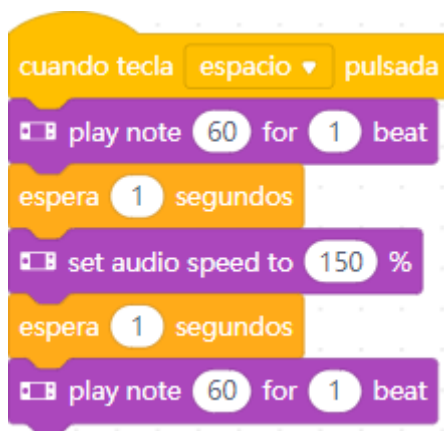 cuando tecla espacio pulsada
play note 60 for 1 beat
espera 1 segundos
set audio speed to 150 %
espera 1 segundos
play note 60 for 1 beat